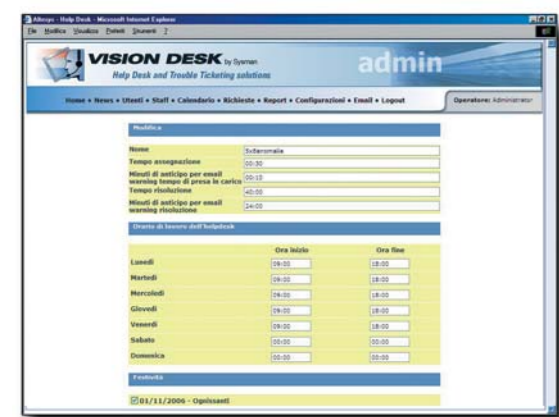 Altesys - Help Desk - Microsoft Internet Explorer
File Modifica Visualizza Preferiti Strumenti ?
VISION DESK by Sysman
Help Desk and Trouble Ticketing solutions
admin
Home • News • Utenti • Staff • Calendario • Richieste • Report • Configurazioni • Email • Logout
Operatore: Administrator
Modifica
Nome
Tempo assegnazione 00:30
Minuti di anticipo per email
warning tempo di presa in carico 00:15
Tempo risoluzione 40:00
Minuti di anticipo per email
warning risoluzione 24:00
Orario di lavoro dell'helpdesk
Ora inizio Ora fine
Lunedì 09:00 18:00
Martedì 09:00 18:00
Mercoledì 09:00 18:00
Giovedì 09:00 18:00
Venerdì 09:00 18:00
Sabato 00:00 00:00
Domenica 00:00 00:00
Festività
01/11/2006 - Ognissanti